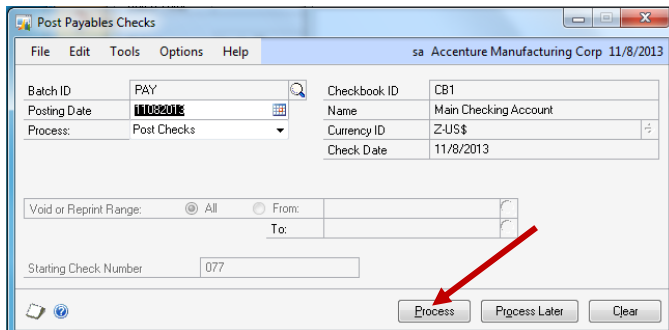 Post Payables Checks
File Edit Tools Options Help sa Accenture Manufacturing Corp 11/8/2013
Batch ID PAY Checkbook ID CB1
Posting Date 11082013 Name Main Checking Account
Process: Post Checks Currency ID Z-US$
Check Date 11/8/2013
Void or Reprint Range: All From:
To:
Starting Check Number 077
Process Process Later Clear